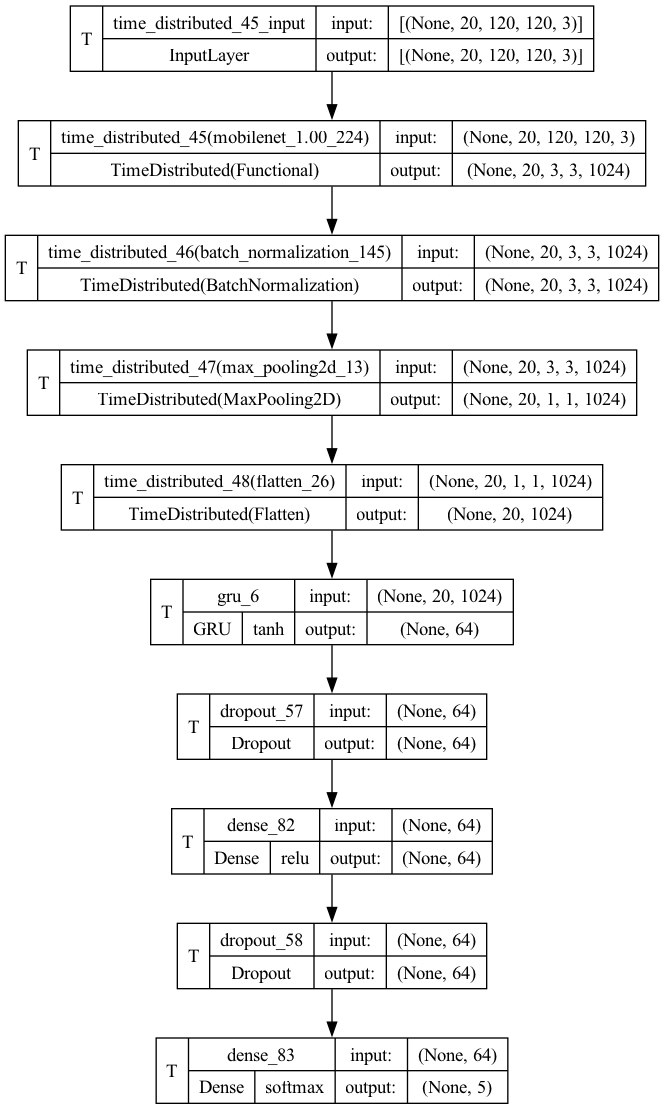 T time_distributed_45_input input: [(None, 20, 120, 120, 3)]
InputLayer output: [(None, 20, 120, 120, 3)]
T time_distributed_45(mobilenet_1.00_224) input: (None, 20, 120, 120, 3)
TimeDistributed(Functional) output: (None, 20, 3, 3, 1024)
T time_distributed_46(batch_normalization_145) input: (None, 20, 3, 3, 1024)
TimeDistributed(BatchNormalization) output: (None, 20, 3, 3, 1024)
T time_distributed_47(max_pooling2d_13) input: (None, 20, 3, 3, 1024)
TimeDistributed(MaxPooling2D) output: (None, 20, 1, 1, 1024)
T time_distributed_48(flatten_26) input: (None, 20, 1, 1, 1024)
TimeDistributed(Flatten) output: (None, 20, 1024)
T gru_6 input: (None, 20, 1024)
GRU tanh output: (None, 64)
T dropout_57 input: (None, 64)
Dropout output: (None, 64)
T dense_82 input: (None, 64)
Dense relu output: (None, 64)
T dropout_58 input: (None, 64)
Dropout output: (None, 64)
T dense_83 input: (None, 64)
Dense softmax output: (None, 5)